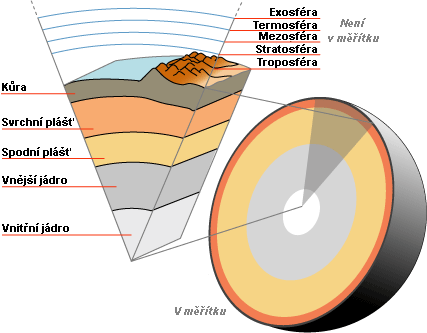 Exosféra
Termosféra
Mezosféra
Stratosféra
Troposféra
Není
v měřítku
Kůra
Svrchní plášť
Spodní plášť
Vnější jádro
Vnitřní jádro
V měřítku